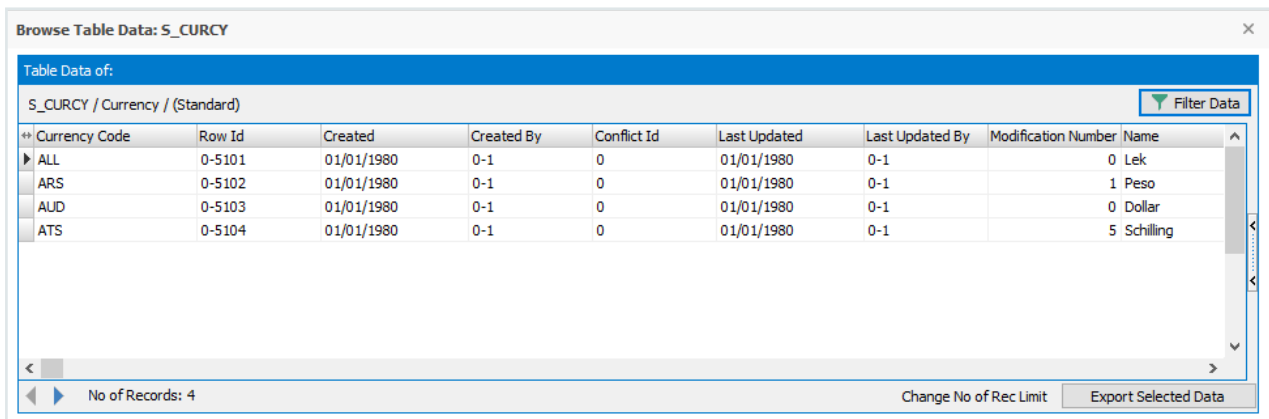 Browse Table Data: S_CURCY
Table Data of:
S_CURCY / Currency / (Standard) Filter Data
Currency Code Row Id Created Created By Conflict Id Last Updated Last Updated By Modification Number Name
ALL 0-5101 01/01/1980 0-1 0 01/01/1980 0-1 0 Lek
ARS 0-5102 01/01/1980 0-1 0 01/01/1980 0-1 1 Peso
AUD 0-5103 01/01/1980 0-1 0 01/01/1980 0-1 0 Dollar
ATS 0-5104 01/01/1980 0-1 0 01/01/1980 0-1 5 Schilling
No of Records: 4 Change No of Rec Limit Export Selected Data